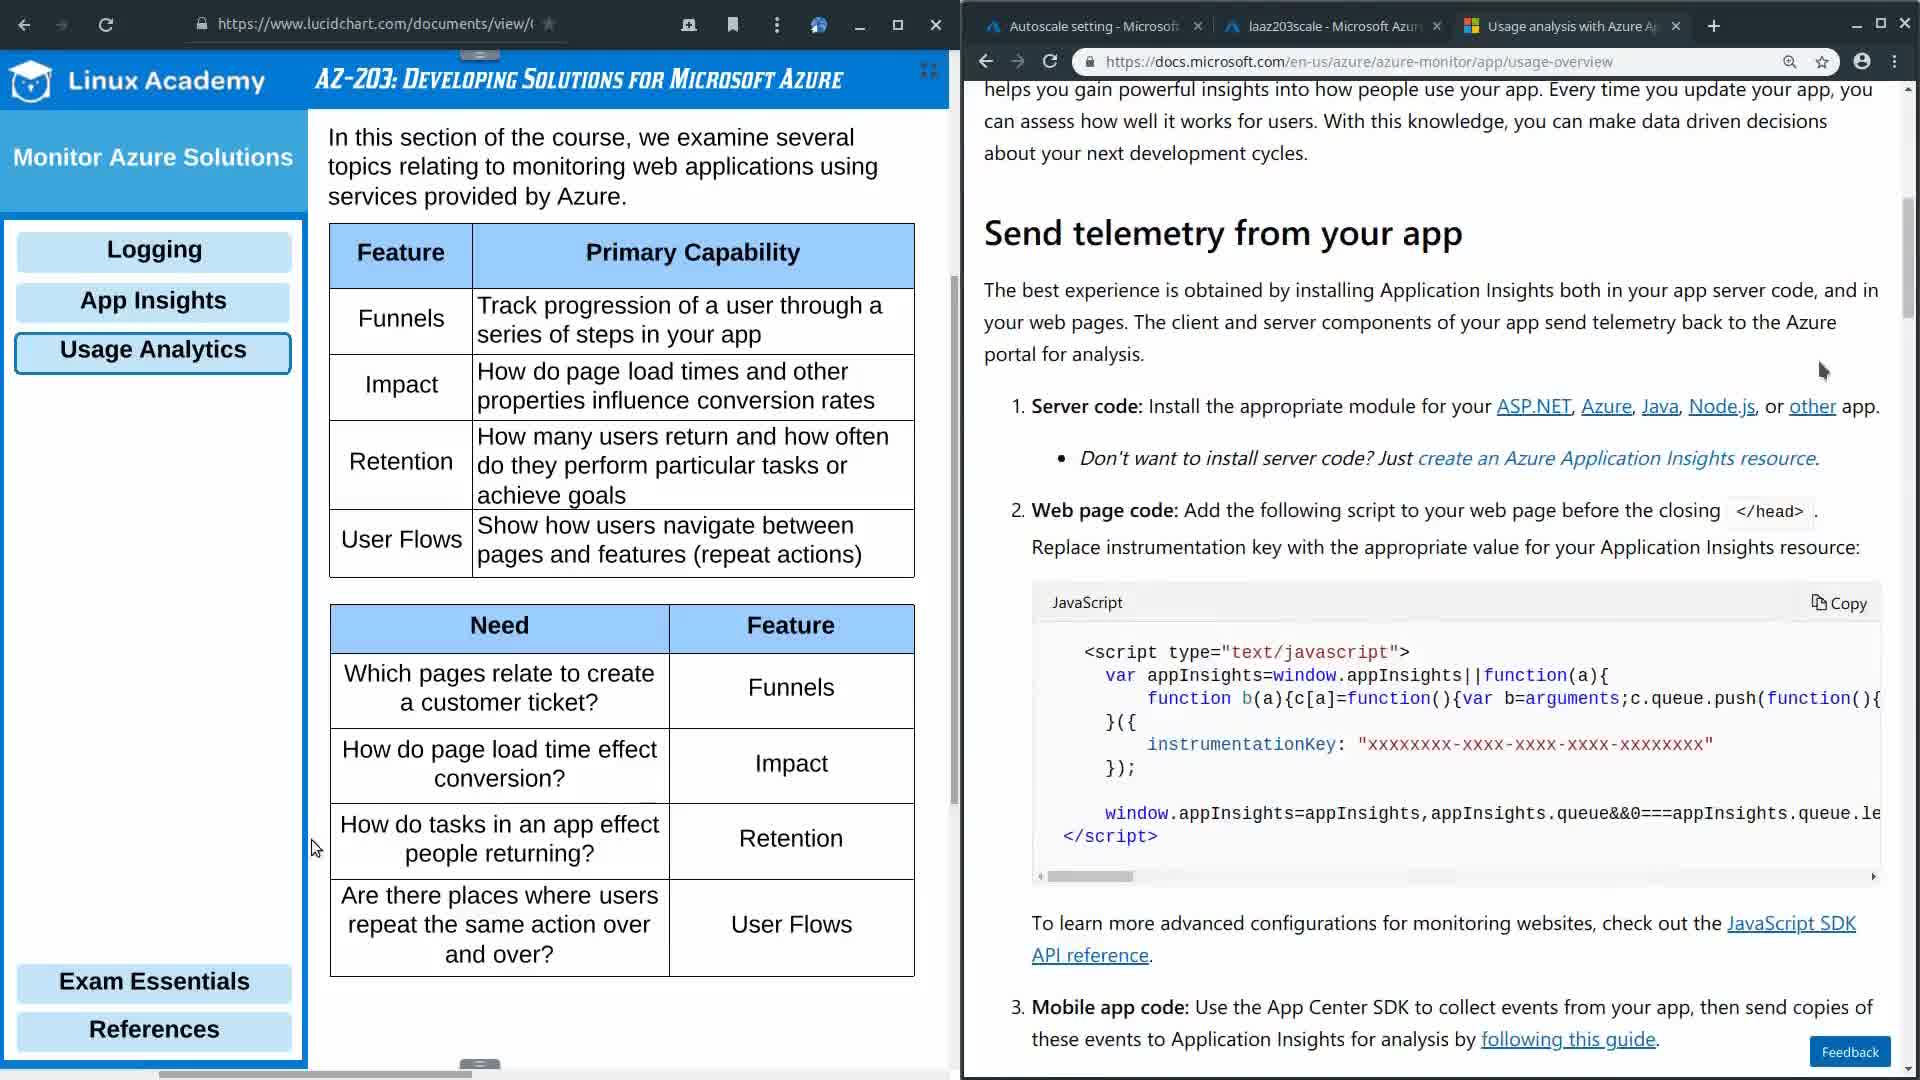 https://www.lucidchart.com/documents/view/
Linux Academy
AZ-203: Developing Solutions for Microsoft Azure
Monitor Azure Solutions
Logging
App Insights
Usage Analytics
Exam Essentials
References
In this section of the course, we examine several
topics relating to monitoring web applications using
services provided by Azure.
Feature Primary Capability
Funnels Track progression of a user through a
series of steps in your app
Impact How do page load times and other
properties influence conversion rates
Retention How many users return and how often
do they perform particular tasks or
achieve goals
User Flows Show how users navigate between
pages and features (repeat actions)
Need Feature
Which pages relate to create
a customer ticket?
Funnels
How do page load time effect
conversion?
Impact
How do tasks in an app effect
people returning?
Retention
Are there places where users
repeat the same action over
and over?
User Flows
Autoscale setting - Microsoft
laaz203scale - Microsoft Azur
Usage analysis with Azure Ap
https://docs.microsoft.com/en-us/azure/azure-monitor/app/usage-overview
helps you gain powerful insights into how people use your app. Every time you update your app, you
can assess how well it works for users. With this knowledge, you can make data driven decisions
about your next development cycles.
Send telemetry from your app
The best experience is obtained by installing Application Insights both in your app server code, and in
your web pages. The client and server components of your app send telemetry back to the Azure
portal for analysis.
1. Server code: Install the appropriate module for your ASP.NET, Azure, Java, Node.js, or other app.
• Don't want to install server code? Just create an Azure Application Insights resource.
2. Web page code: Add the following script to your web page before the closing </head> .
Replace instrumentation key with the appropriate value for your Application Insights resource:
JavaScript Copy
<script type="text/javascript">
var appInsights=window.appInsights||function(a){
function b(a){c[a]=function(){var b=arguments;c.queue.push(function(){
}({
instrumentationKey: "xxxxxxxx-xxxx-xxxx-xxxx-xxxxxxxx"
});
window.appInsights=appInsights,appInsights.queue&&0===appInsights.queue.le
</script>
To learn more advanced configurations for monitoring websites, check out the JavaScript SDK
API reference.
3. Mobile app code: Use the App Center SDK to collect events from your app, then send copies of
these events to Application Insights for analysis by following this guide.
Feedback